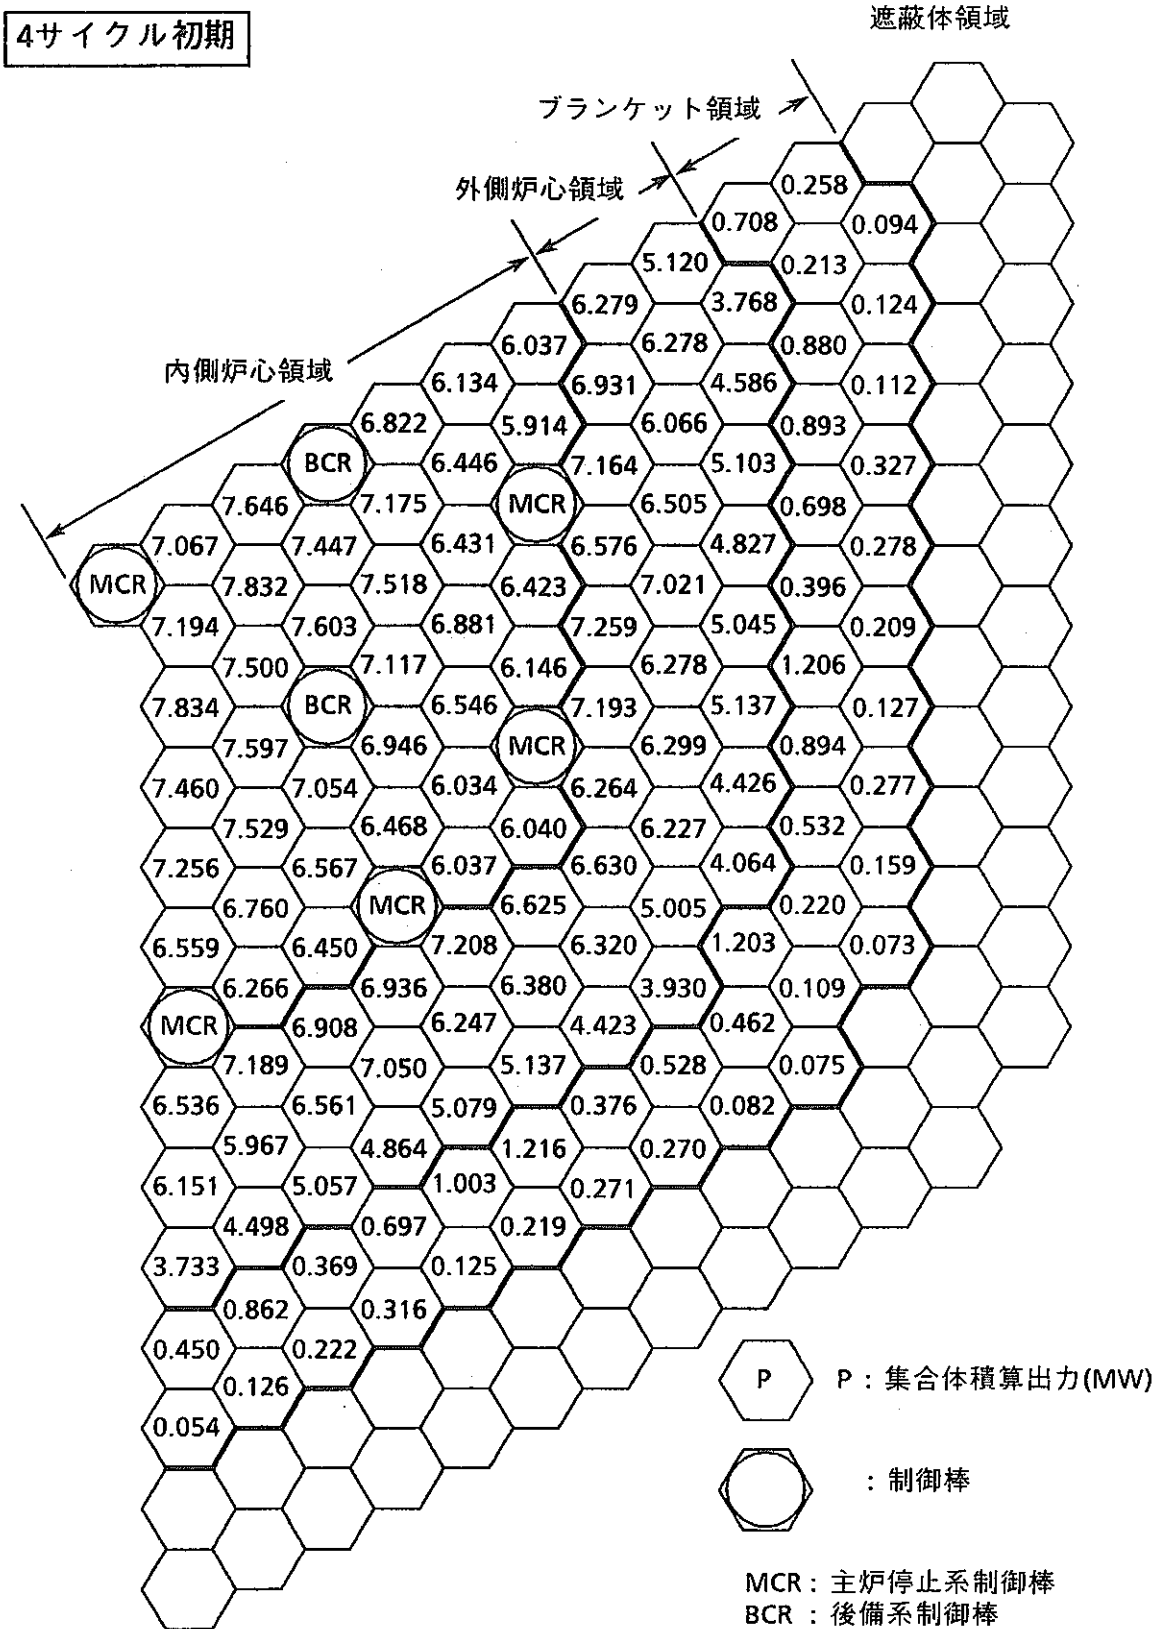 4サイクル初期
遮蔽体領域
ブランケット領域
外側炉心領域
内側炉心領域
0.258
0.708 0.094
5.120 0.213
6.279 3.768 0.124
6.037 6.278 0.880
6.134 6.931 4.586 0.112
6.822 5.914 6.066 0.893
BCR 6.446 7.164 5.103 0.327
7.646 7.175 MCR 6.505 0.698
7.067 7.447 6.431 6.576 4.827 0.278
MCR 7.832 7.518 6.423 7.021 0.396
7.194 7.603 6.881 7.259 5.045 0.209
7.500 7.117 6.146 6.278 1.206
7.834 BCR 6.546 7.193 5.137 0.127
7.597 6.946 MCR 6.299 0.894
7.460 7.054 6.034 6.264 4.426 0.277
7.529 6.468 6.040 6.227 0.532
7.256 6.567 6.037 6.630 4.064 0.159
6.760 MCR 6.625 5.005 0.220
6.559 6.450 7.208 6.320 1.203 0.073
6.266 6.936 6.380 3.930 0.109
MCR 6.908 6.247 4.423 0.462
7.189 7.050 5.137 0.528 0.075
6.536 6.561 5.079 0.376 0.082
5.967 4.864 1.216 0.270
6.151 5.057 1.003 0.271
4.498 0.697 0.219
3.733 0.369 0.125
0.862 0.316
0.450 0.222
0.126
0.054
P P：集合体積算出力(MW)
：制御棒
MCR：主炉停止系制御棒
BCR：後備系制御棒